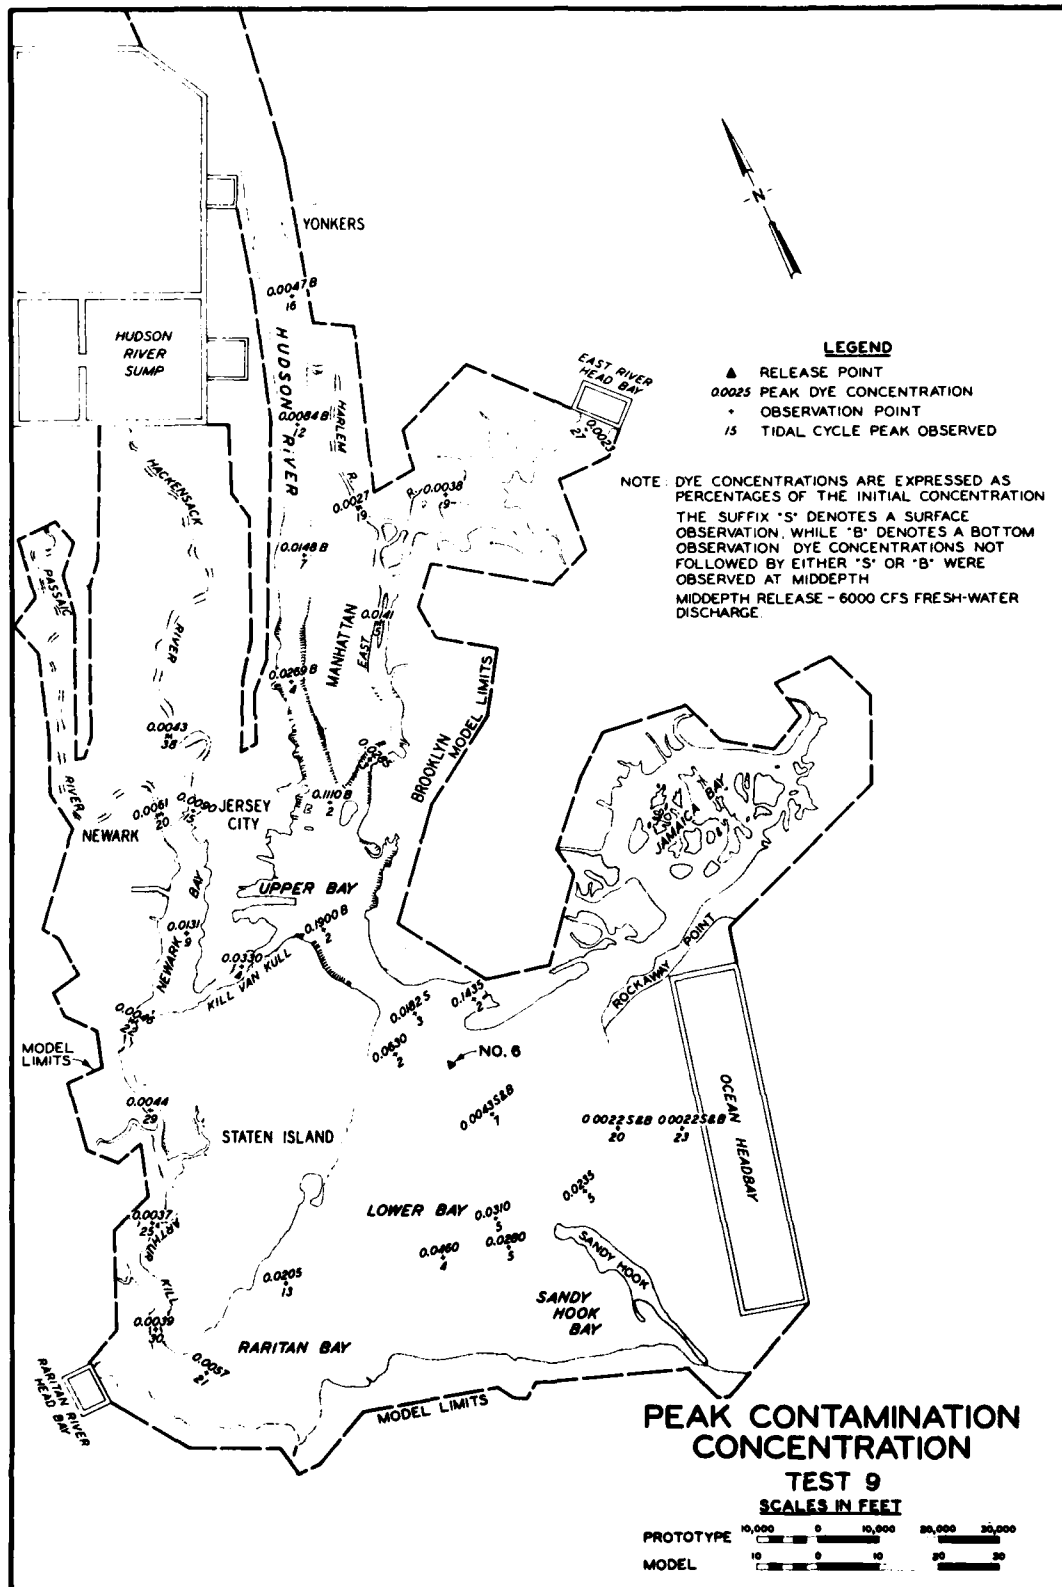 YONKERS
0.0047 B
16
HUDSON
RIVER
SUMP
HUDSON RIVER
HARLEM
R.
EAST RIVER
HEAD BAY
0.0023
27
LEGEND
RELEASE POINT
0.0025 PEAK DYE CONCENTRATION
+ OBSERVATION POINT
15 TIDAL CYCLE PEAK OBSERVED
0.0084 B
12
HACKENSACK
RIVER
0.0027
19
R.
0.0038
19
NOTE: DYE CONCENTRATIONS ARE EXPRESSED AS
PERCENTAGES OF THE INITIAL CONCENTRATION
THE SUFFIX "S" DENOTES A SURFACE
OBSERVATION, WHILE "B" DENOTES A BOTTOM
OBSERVATION DYE CONCENTRATIONS NOT
FOLLOWED BY EITHER "S" OR "B" WERE
OBSERVED AT MIDDEPTH
MIDDEPTH RELEASE - 6000 CFS FRESH-WATER
DISCHARGE.
N
0.0148 B
7
PASSAIC
RIVER
0.0141
EAST
MANHATTAN
0.0269 B
4
BROOKLYN
MODEL LIMITS
0.0043
38
0.0061
20
0.0090
15
JERSEY
CITY
NEWARK
0.1110 B
2
JAMAICA BAY
UPPER BAY
0.1900 B
2
NEWARK BAY
0.0131
9
0.0330
KILL VAN KULL
ROCKAWAY POINT
0.0046
22
MODEL
LIMITS
0.0182 S
3
0.1435
2
0.0630
2
NO. 6
OCEAN HEADBAY
0.0044
29
STATEN ISLAND
0.0043 S&B
7
0.0022 S&B
20
0.0022 S&B
23
0.0235
5
LOWER BAY
0.0310
5
0.0280
5
0.0460
4
0.0037
25
ARTHUR
KILL
0.0205
13
SANDY HOOK
SANDY
HOOK
BAY
0.0039
30
RARITAN BAY
0.0057
21
RARITAN RIVER
HEAD BAY
MODEL LIMITS
PEAK CONTAMINATION
CONCENTRATION
TEST 9
SCALES IN FEET
PROTOTYPE 10,000 0 10,000 20,000 30,000
MODEL 10 0 10 20 30